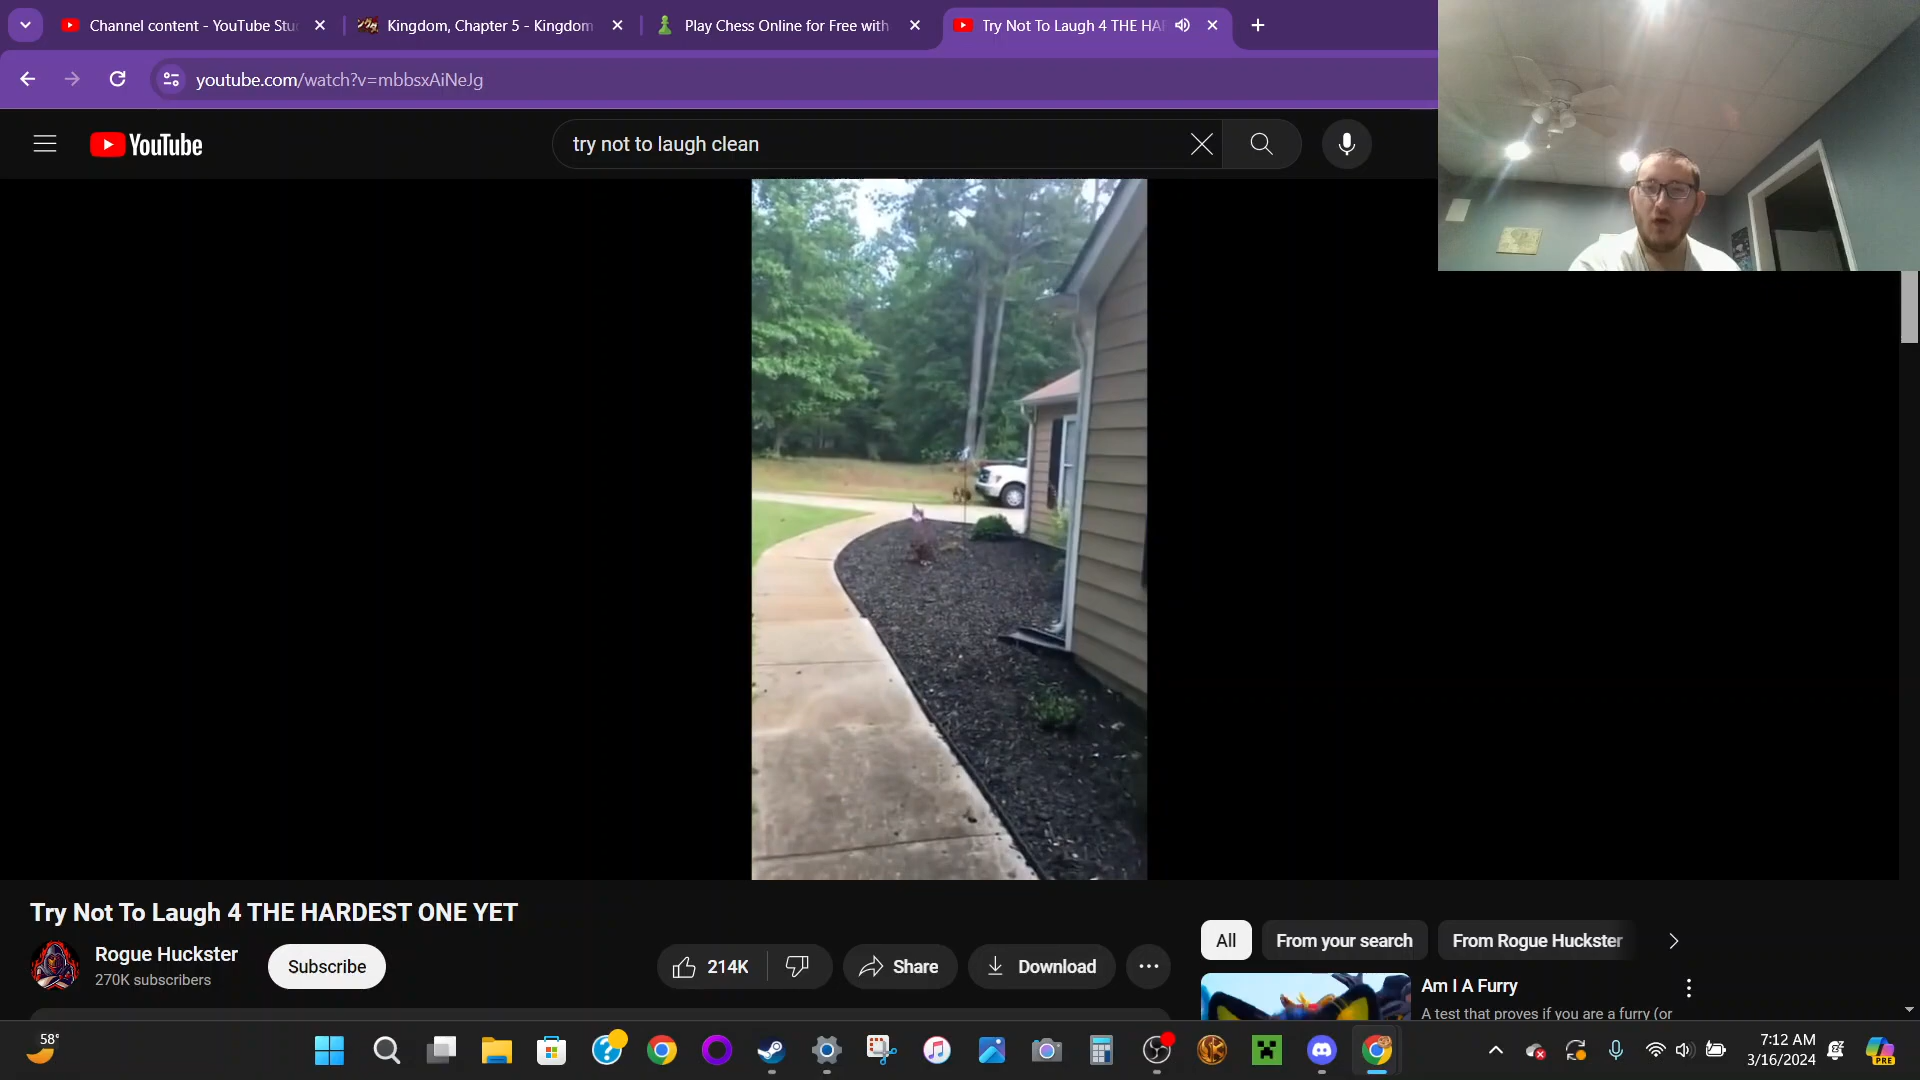 Channel content - YouTube Stu
Kingdom, Chapter 5 - Kingdom
Play Chess Online for Free with
Try Not To Laugh 4 THE HA
youtube.com/watch?v=mbbsxAiNeJg
YouTube
try not to laugh clean
Try Not To Laugh 4 THE HARDEST ONE YET
Rogue Huckster
270K subscribers
Subscribe
214K
Share
Download
All
From your search
From Rogue Huckster
Am I A Furry
A test that proves if you are a furry (or
58°
7:12 AM
3/16/2024
PRE